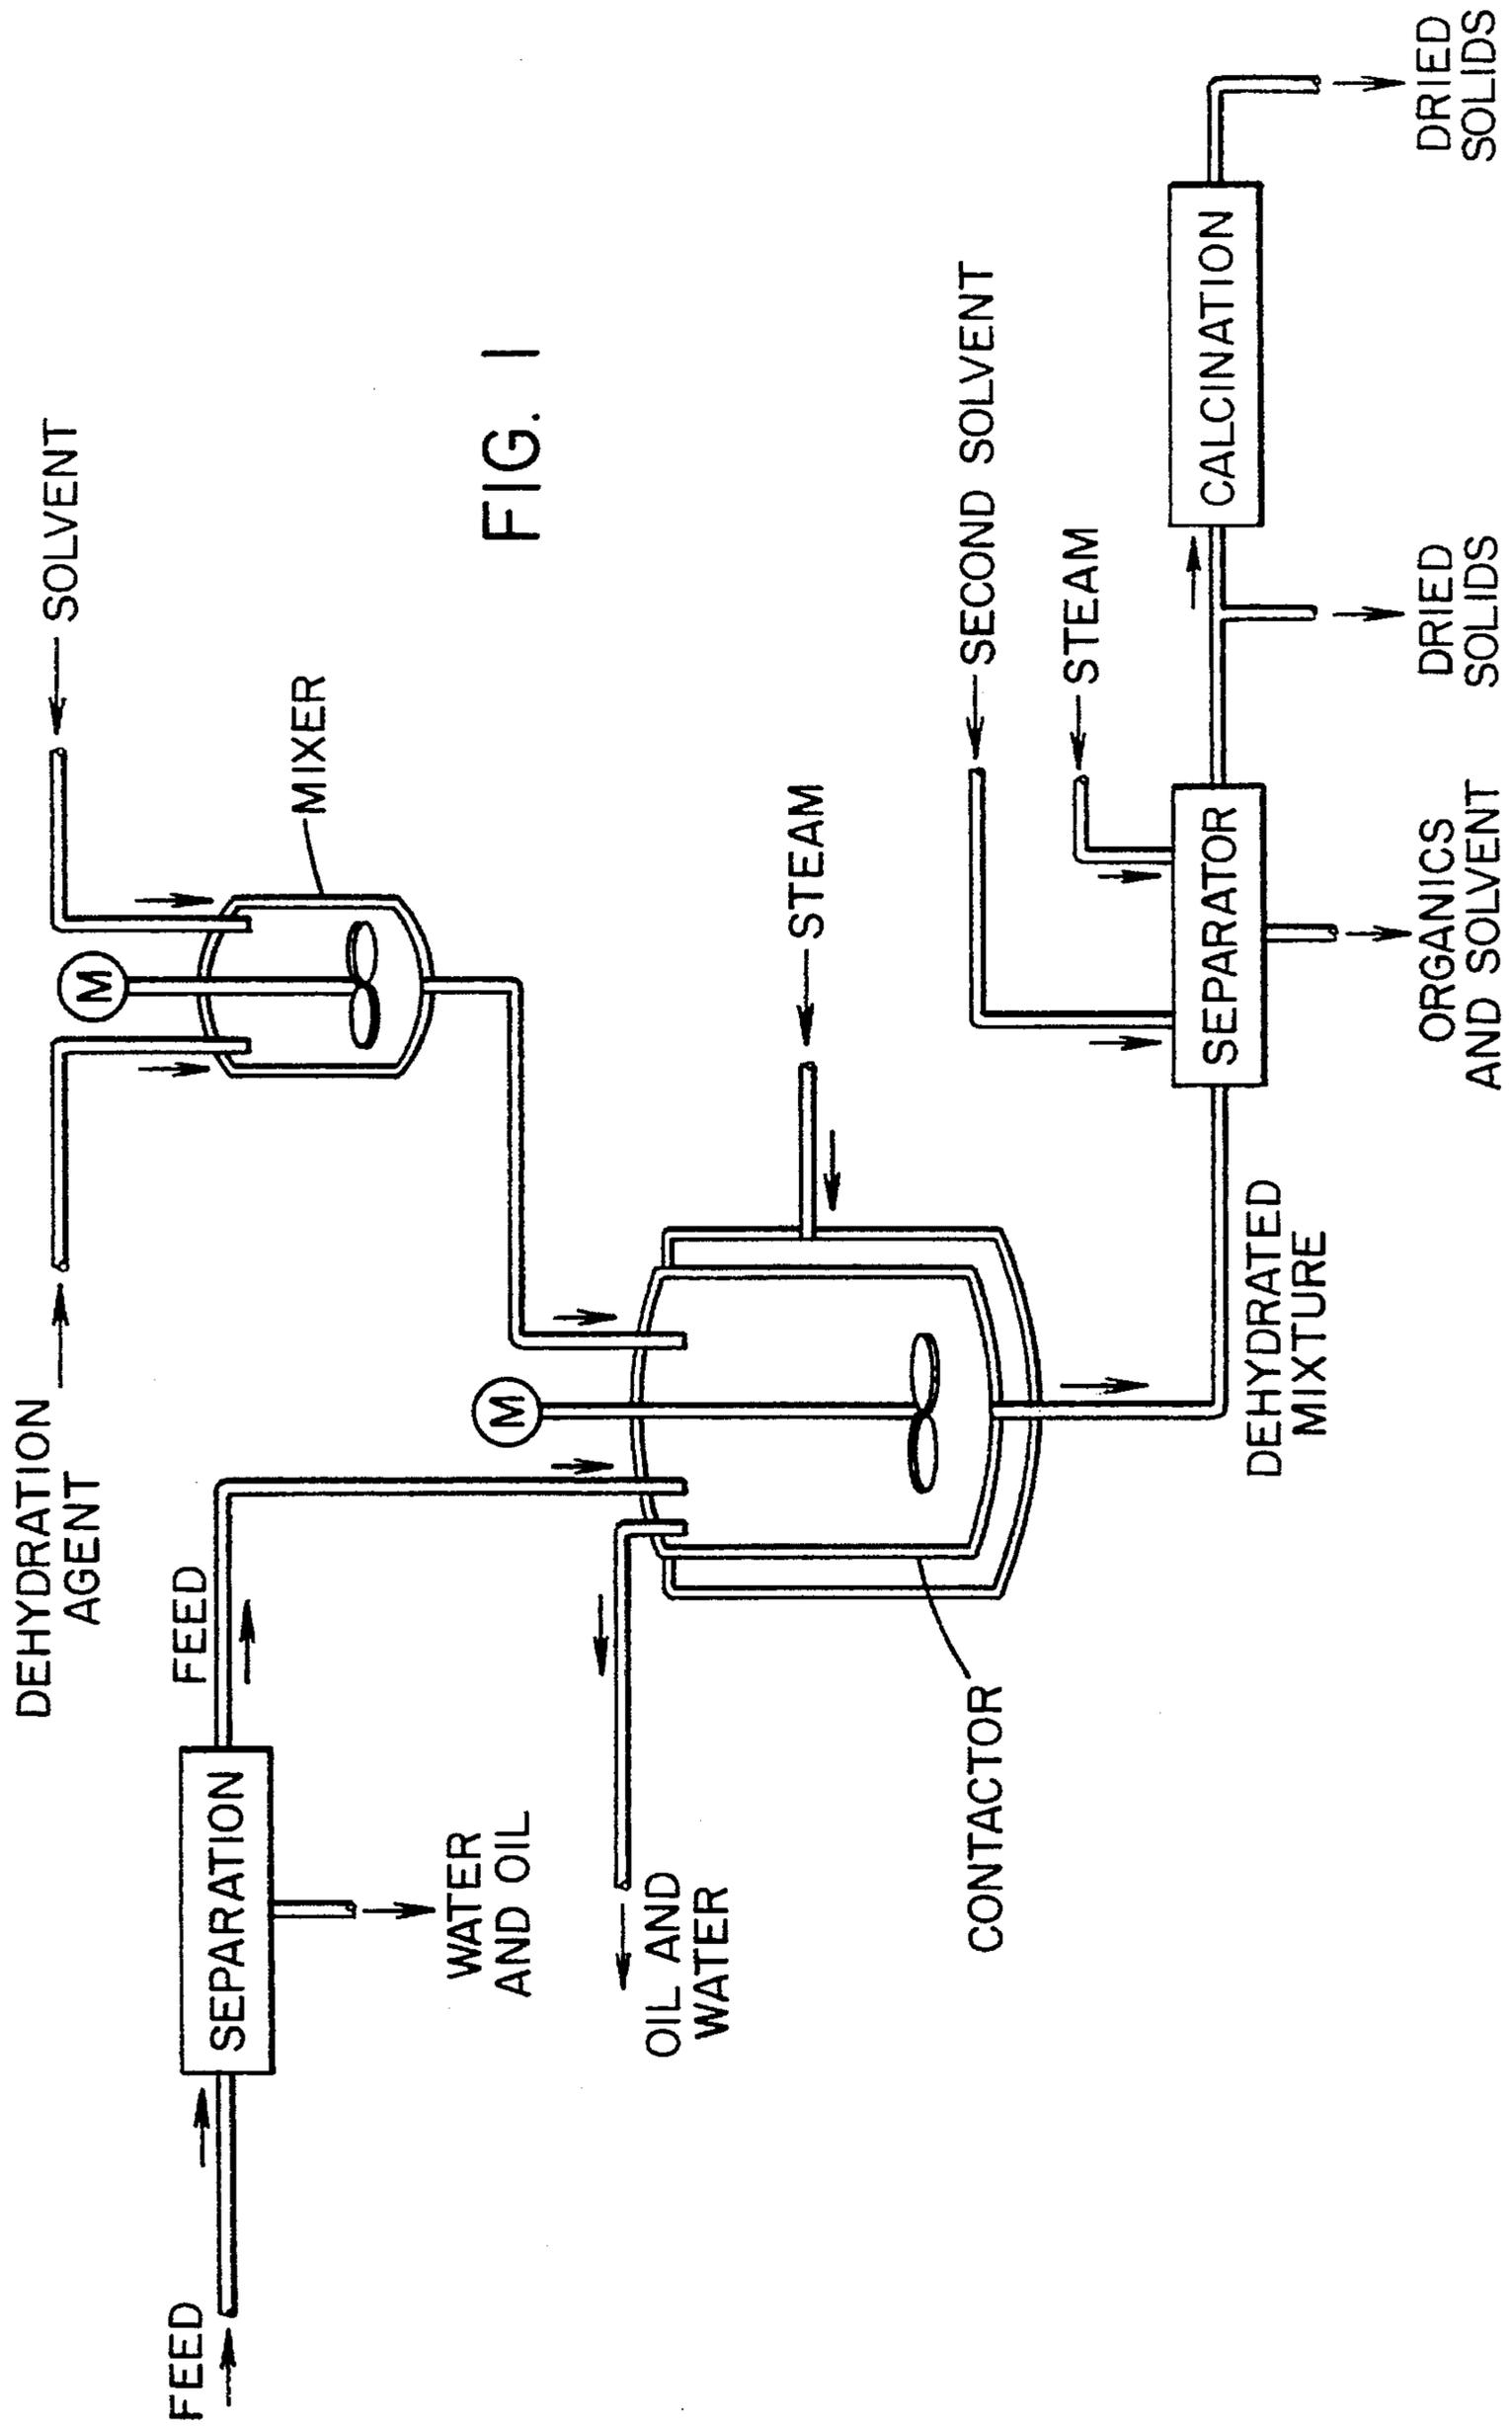 DEHYDRATION
AGENT
SOLVENT
M
MIXER
FEED
SEPARATION
FEED
WATER
AND OIL
FIG. 1
M
OIL AND
WATER
STEAM
CONTACTOR
SECOND SOLVENT
STEAM
SEPARATOR
CALCINATION
DEHYDRATED
MIXTURE
ORGANICS
AND SOLVENT
DRIED
SOLIDS
DRIED
SOLIDS